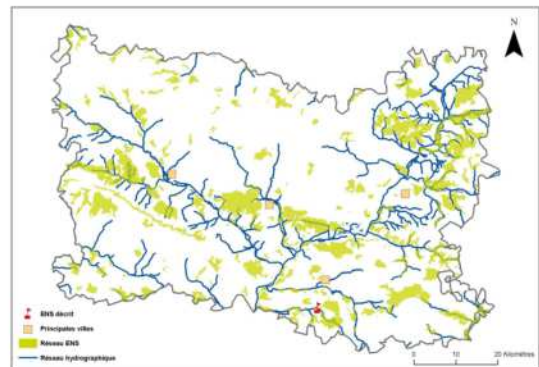 N
ENS décrit
Principales villes
Réseau ENS
Réseau hydrographique
0 10 20 Kilomètres